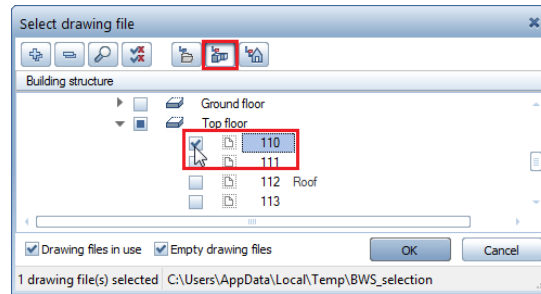 Select drawing file
Building structure
Ground floor
Top floor
110
111
112 Roof
113
Drawing files in use Empty drawing files OK Cancel
1 drawing file(s) selected C:\Users\AppData\Local\Temp\BWS_selection